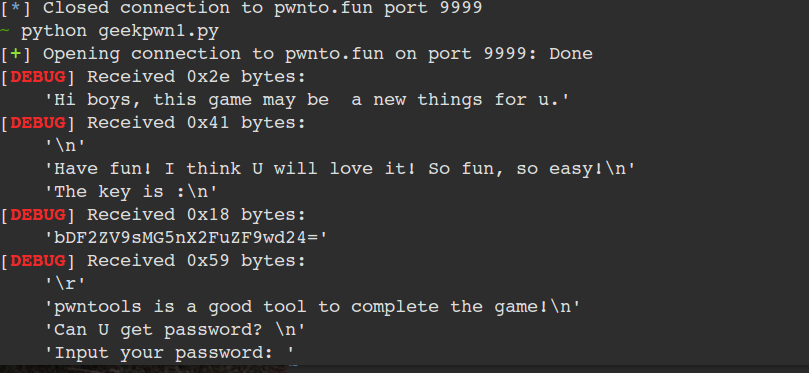 [*] Closed connection to pwnto.fun port 9999
~ python geekpwn1.py
[+] Opening connection to pwnto.fun on port 9999: Done
[DEBUG] Received 0x2e bytes:
    'Hi boys, this game may be  a new things for u.'
[DEBUG] Received 0x41 bytes:
    '\n'
    'Have fun! I think U will love it! So fun, so easy!\n'
    'The key is :\n'
[DEBUG] Received 0x18 bytes:
    'bDF2ZV9sMG5nX2FuZF9wd24='
[DEBUG] Received 0x59 bytes:
    '\r'
    'pwntools is a good tool to complete the game!\n'
    'Can U get password? \n'
    'Input your password: '